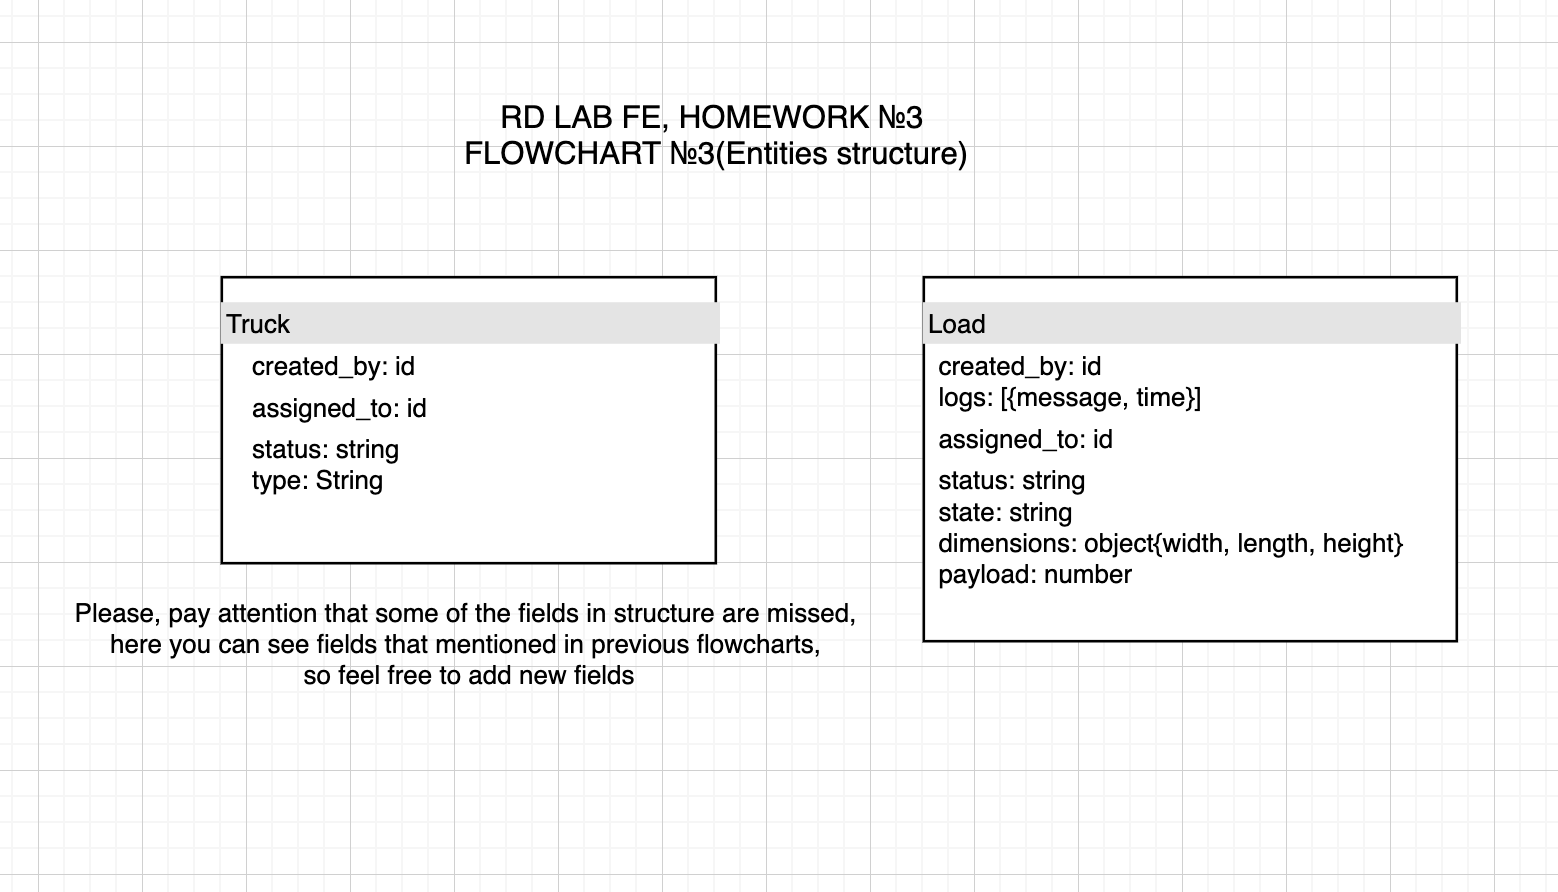 RD LAB FE, HOMEWORK №3
FLOWCHART №3(Entities structure)
Truck
created_by: id
assigned_to: id
status: string
type: String
Load
created_by: id
logs: [{message, time}]
assigned_to: id
status: string
state: string
dimensions: object{width, length, height}
payload: number
Please, pay attention that some of the fields in structure are missed,
here you can see fields that mentioned in previous flowcharts,
so feel free to add new fields